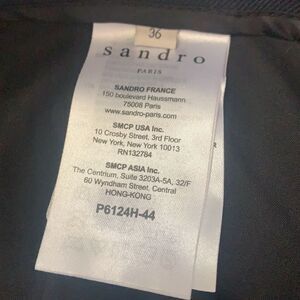 36
sandro
PARIS
SANDRO FRANCE
150 boulevard Haussmann
75008 Paris
www.sandro-paris.com
SMCP USA Inc.
10 Crosby Street, 3rd Floor
New York, New York 10013
RN132784
SMCP ASIA Inc.
The Centrium, Suite 3203A-5A, 32/F
60 Wyndham Street, Central
HONG-KONG
P6124H-44